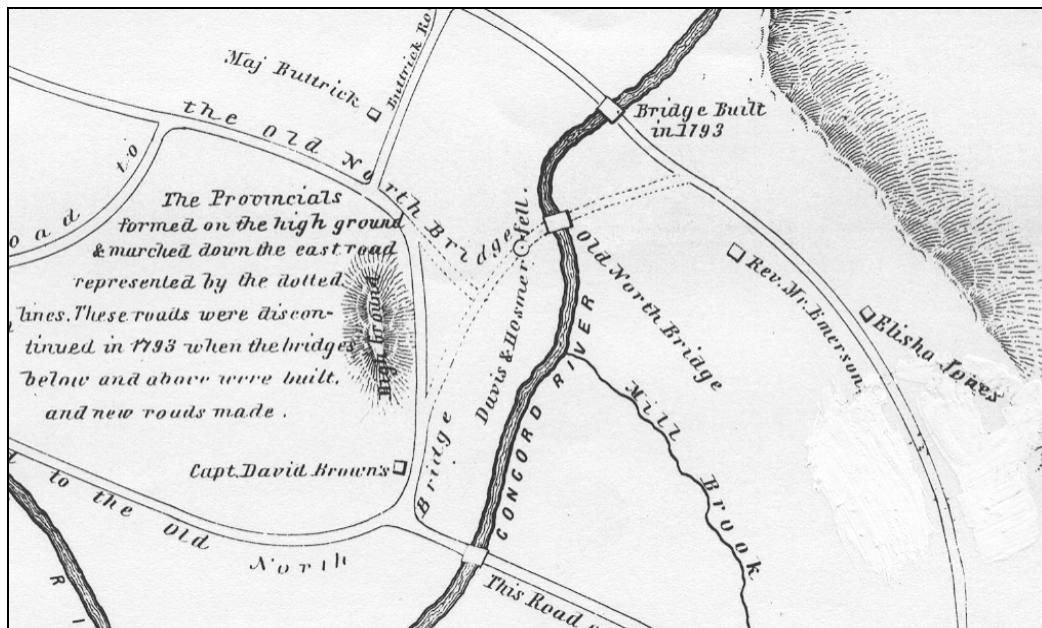 Maj Buttrick
Buttrick Ro
Bridge Built
in 1793
the Old North Bridge
oad to
The Provincials
formed on the high ground
& marched down the east road
represented by the dotted
lines. These roads were discon-
tinued in 1793 when the bridges
below and above were built,
and new roads made.
High Ground
Davis & Hosmer fell.
Old North Bridge
Rev. Mr. Emerson
Elisha Jones
CONCORD RIVER
Mill Brook
Capt. David Brown's
to the Old North Bridge
This Road
RI